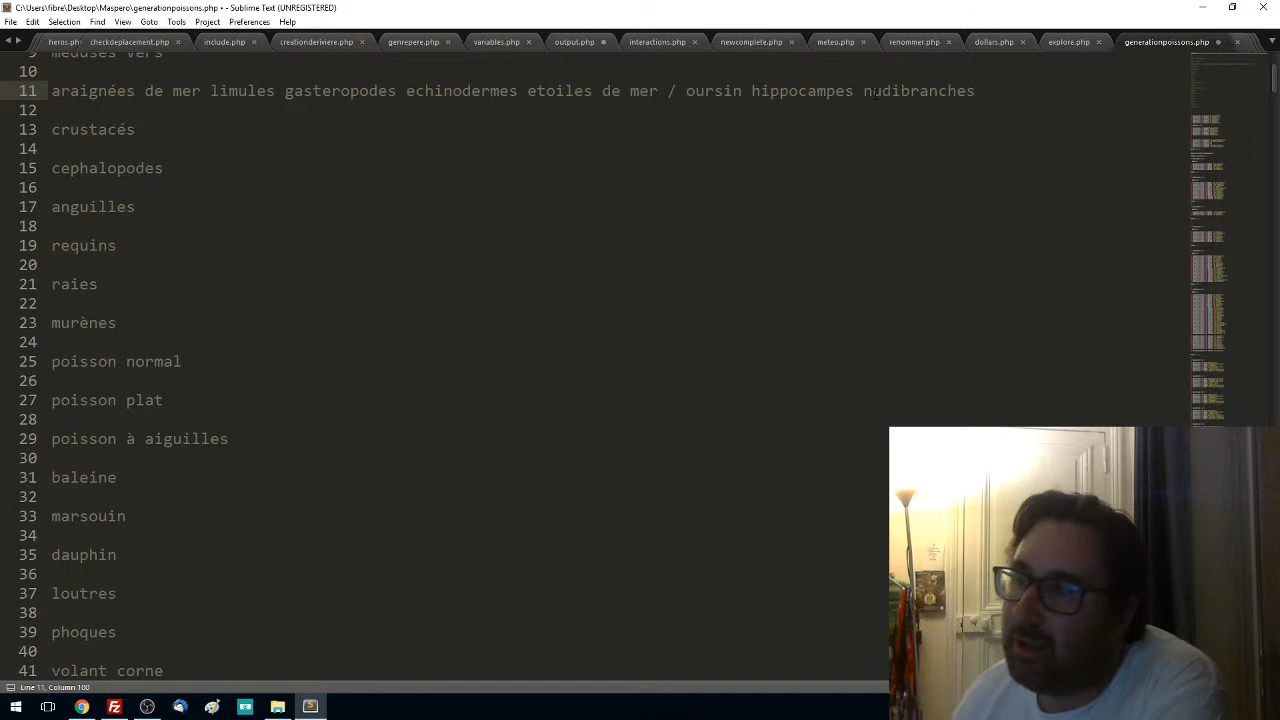 C:\Users\fibre\Desktop\Maspero\generationpoissons.php • - Sublime Text (UNREGISTERED)
File Edit Selection Find View Goto Tools Project Preferences Help
heros.php checkdeplacement.php include.php creationderiviere.php genrepere.php variables.php output.php interactions.php newcomplete.php meteo.php renommer.php dollars.php explore.php generationpoissons.php
meduses vers
10
11 araignées de mer limules gasteropodes echinodermes etoiles de mer / oursin hippocampes nudibranches
12
13 crustacés
14
15 cephalopodes
16
17 anguilles
18
19 requins
20
21 raies
22
23 murènes
24
25 poisson normal
26
27 poisson plat
28
29 poisson à aiguilles
30
31 baleine
32
33 marsouin
34
35 dauphin
36
37 loutres
38
39 phoques
40
41 volant corne
Line 11, Column 100